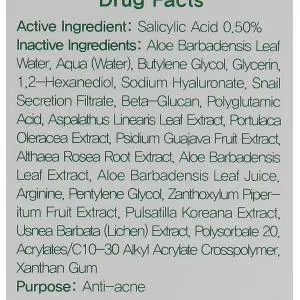 Drug Facts
Active Ingredient: Salicylic Acid 0.50%
Inactive Ingredients: Aloe Barbadensis Leaf
Water, Aqua (Water), Butylene Glycol, Glycerin,
1,2-Hexanediol, Sodium Hyaluronate, Snail
Secretion Filtrate, Beta-Glucan, Polyglutamic
Acid, Aspalathus Linearis Leaf Extract, Portulaca
Oleracea Extract, Psidium Guajava Fruit Extract,
Althaea Rosea Root Extract, Aloe Barbadensis
Leaf Extract, Aloe Barbadensis Leaf Juice,
Arginine, Pentylene Glycol, Zanthoxylum Piper-
itum Fruit Extract, Pulsatilla Koreana Extract,
Usnea Barbata (Lichen) Extract, Polysorbate 20,
Acrylates/C10-30 Alkyl Acrylate Crosspolymer,
Xanthan Gum
Purpose: Anti-acne